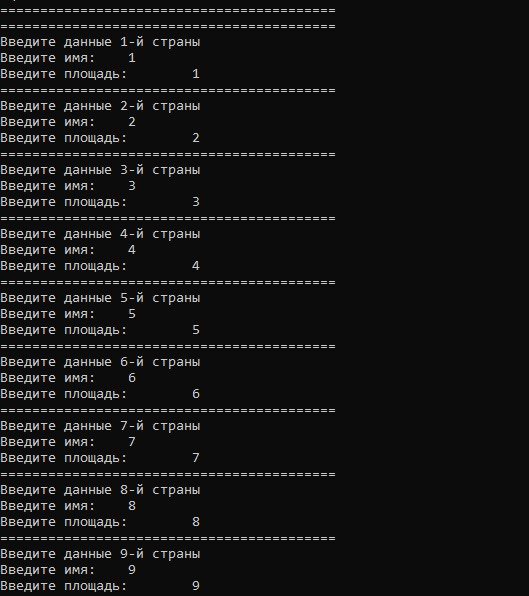 ==========================================
==========================================
Введите данные 1-й страны
Введите имя:    1
Введите площадь:        1
==========================================
Введите данные 2-й страны
Введите имя:    2
Введите площадь:        2
==========================================
Введите данные 3-й страны
Введите имя:    3
Введите площадь:        3
==========================================
Введите данные 4-й страны
Введите имя:    4
Введите площадь:        4
==========================================
Введите данные 5-й страны
Введите имя:    5
Введите площадь:        5
==========================================
Введите данные 6-й страны
Введите имя:    6
Введите площадь:        6
==========================================
Введите данные 7-й страны
Введите имя:    7
Введите площадь:        7
==========================================
Введите данные 8-й страны
Введите имя:    8
Введите площадь:        8
==========================================
Введите данные 9-й страны
Введите имя:    9
Введите площадь:        9